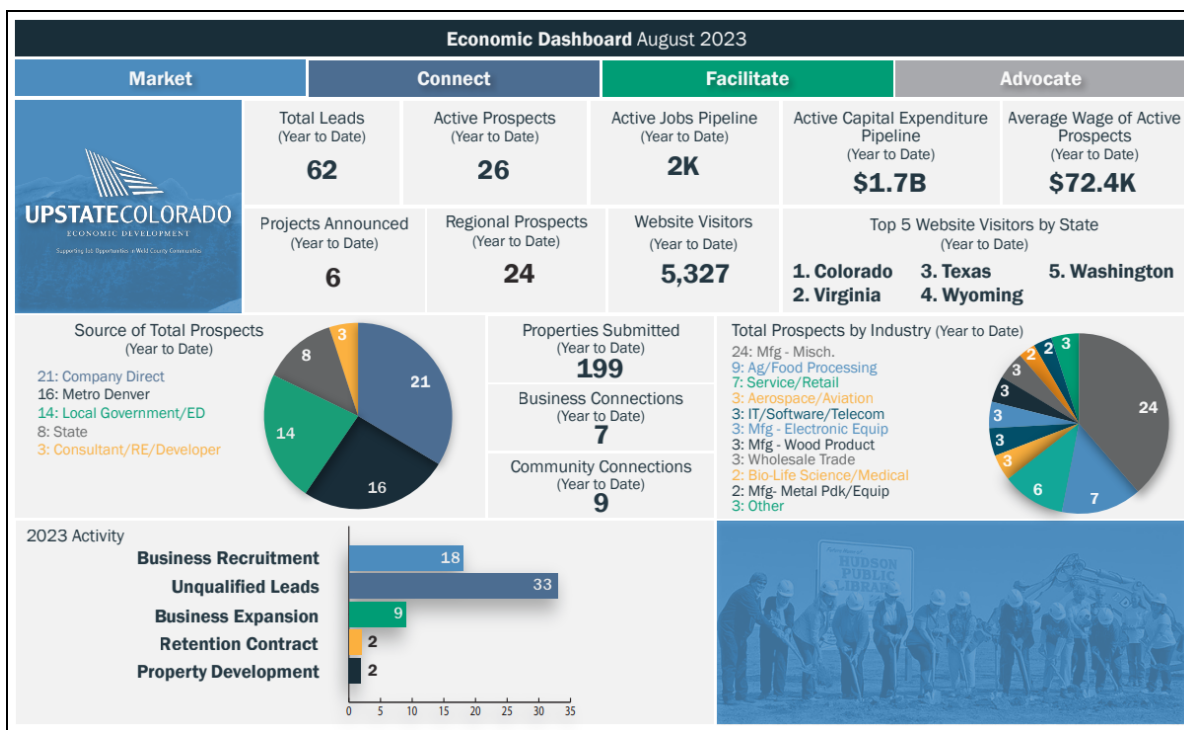 Economic Dashboard August 2023
Market
Connect
Facilitate
Advocate
UPSTATECOLORADO
ECONOMIC DEVELOPMENT
Supporting Job Opportunities in Weld County Communities
Total Leads
(Year to Date)
62
Active Prospects
(Year to Date)
26
Active Jobs Pipeline
(Year to Date)
2K
Active Capital Expenditure
Pipeline
(Year to Date)
$1.7B
Average Wage of Active
Prospects
(Year to Date)
$72.4K
Projects Announced
(Year to Date)
6
Regional Prospects
(Year to Date)
24
Website Visitors
(Year to Date)
5,327
Top 5 Website Visitors by State
(Year to Date)
1. Colorado
2. Virginia
3. Texas
4. Wyoming
5. Washington
Source of Total Prospects
(Year to Date)
21: Company Direct
16: Metro Denver
14: Local Government/ED
8: State
3: Consultant/RE/Developer
3
8
21
14
16
Properties Submitted
(Year to Date)
199
Business Connections
(Year to Date)
7
Community Connections
(Year to Date)
9
Total Prospects by Industry (Year to Date)
24: Mfg - Misch.
9: Ag/Food Processing
7: Service/Retail
3: Aerospace/Aviation
3: IT/Software/Telecom
3: Mfg - Electronic Equip
3: Mfg - Wood Product
3: Wholesale Trade
2: Bio-Life Science/Medical
2: Mfg- Metal Pdk/Equip
3: Other
3
2
2
3
3
3
3
3
6
7
24
2023 Activity
Business Recruitment
18
Unqualified Leads
33
Business Expansion
9
Retention Contract
2
Property Development
2
0 5 10 15 20 25 30 35
HUDSON
PUBLIC